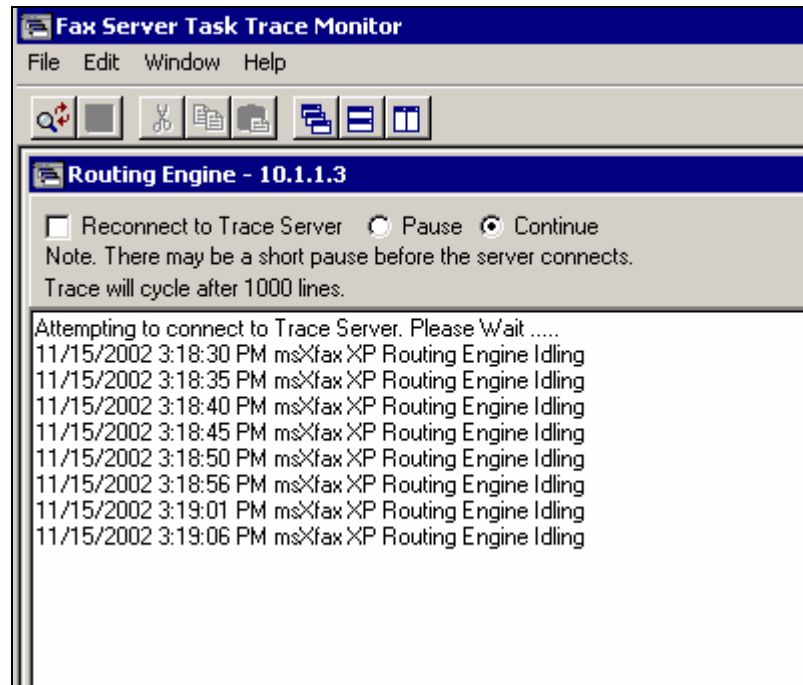 Fax Server Task Trace Monitor
File Edit Window Help
Routing Engine - 10.1.1.3
Reconnect to Trace Server Pause Continue
Note. There may be a short pause before the server connects.
Trace will cycle after 1000 lines.
Attempting to connect to Trace Server. Please Wait .....
11/15/2002 3:18:30 PM msXfax XP Routing Engine Idling
11/15/2002 3:18:35 PM msXfax XP Routing Engine Idling
11/15/2002 3:18:40 PM msXfax XP Routing Engine Idling
11/15/2002 3:18:45 PM msXfax XP Routing Engine Idling
11/15/2002 3:18:50 PM msXfax XP Routing Engine Idling
11/15/2002 3:18:56 PM msXfax XP Routing Engine Idling
11/15/2002 3:19:01 PM msXfax XP Routing Engine Idling
11/15/2002 3:19:06 PM msXfax XP Routing Engine Idling